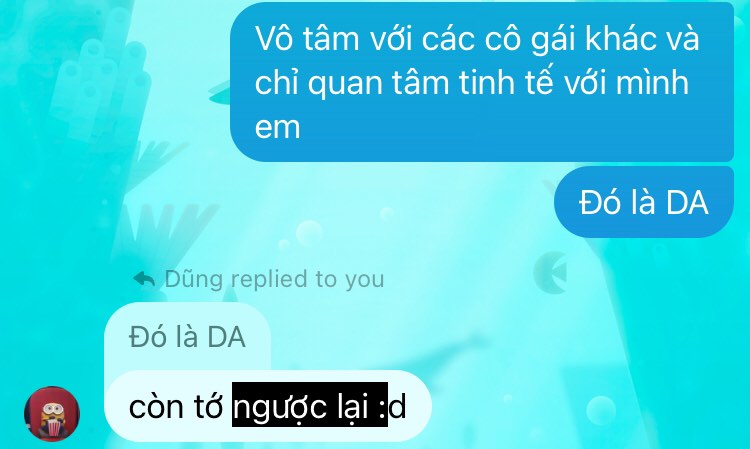 Vô tâm với các cô gái khác và
chỉ quan tâm tinh tế với mình
em
Đó là DA
Dũng replied to you
Đó là DA
còn tớ ngược lại :d